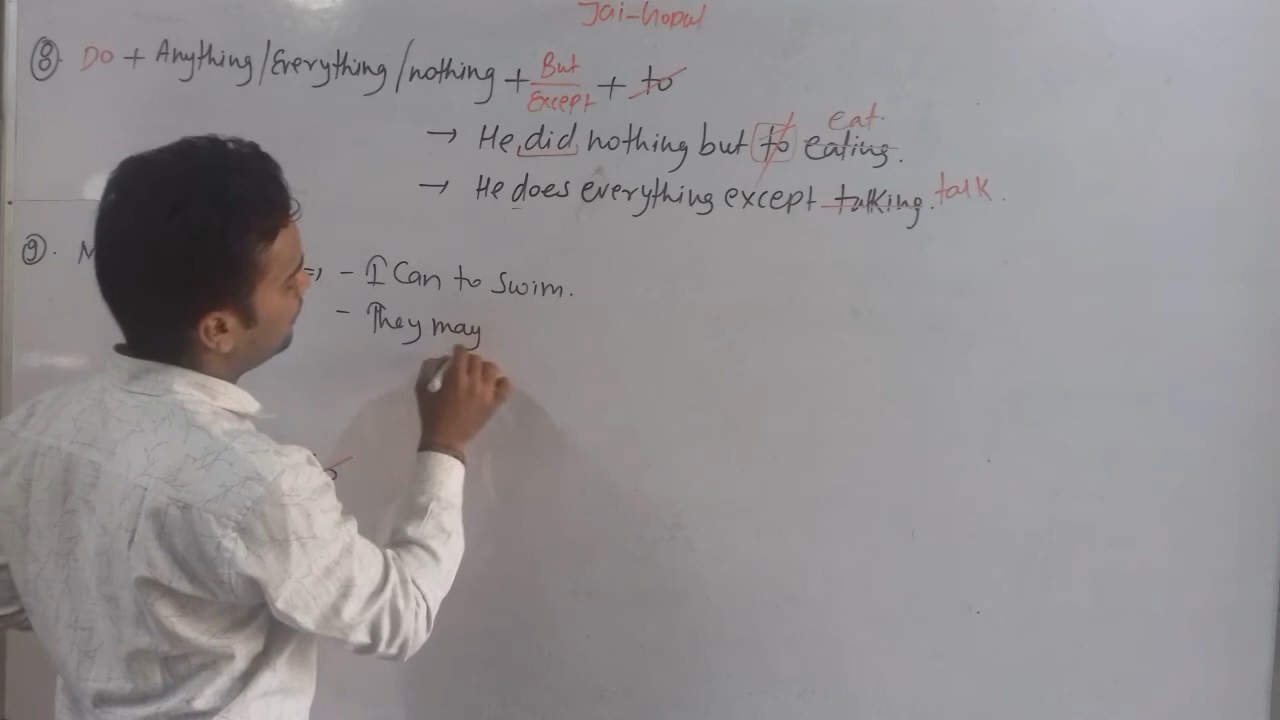 Jai-Gopal
⑧. DO + Anything/Everything/nothing + But/Except + to
→ He did nothing but to eating. eat.
→ He does everything except talking. talk.
⑨. M
⇒ - I Can to Swim.
- They may